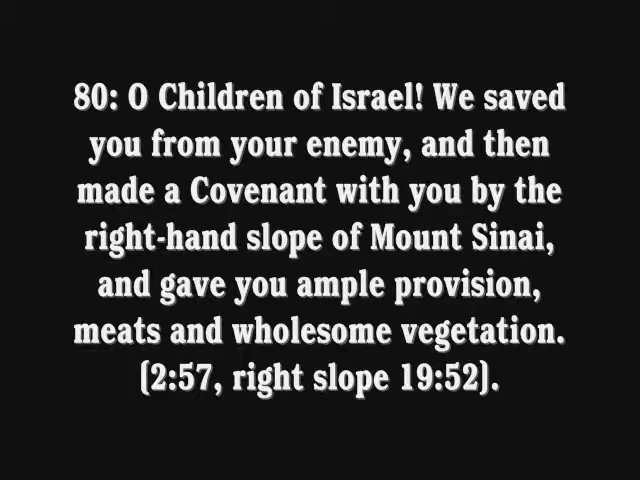 80: O Children of Israel! We saved
you from your enemy, and then
made a Covenant with you by the
right-hand slope of Mount Sinai,
and gave you ample provision,
meats and wholesome vegetation.
(2:57, right slope 19:52).